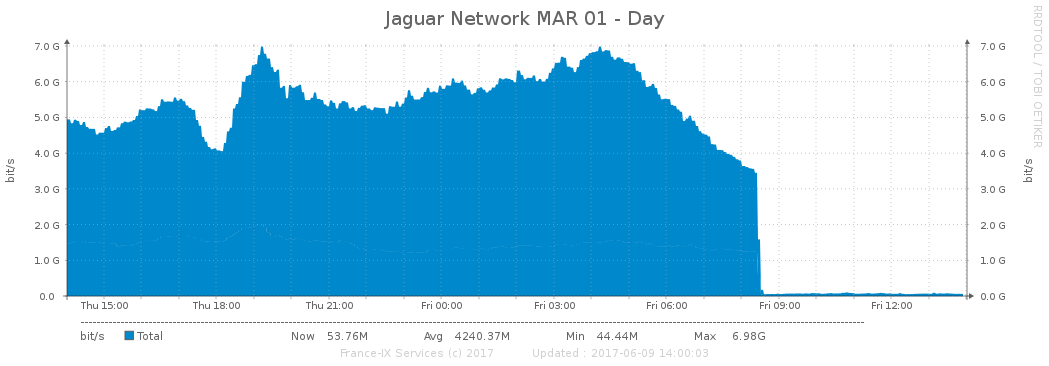 Jaguar Network MAR 01 - Day
RRDTOOL / TOBI OETIKER
7.0 G 7.0 G
6.0 G 6.0 G
5.0 G 5.0 G
4.0 G 4.0 G
3.0 G 3.0 G
2.0 G 2.0 G
1.0 G 1.0 G
0.0 0.0 G
bit/s
bit/s
Thu 15:00 Thu 18:00 Thu 21:00 Fri 00:00 Fri 03:00 Fri 06:00 Fri 09:00 Fri 12:00
bit/s Total Now 53.76M Avg 4240.37M Min 44.44M Max 6.98G
France-IX Services (c) 2017 Updated : 2017-06-09 14:00:03